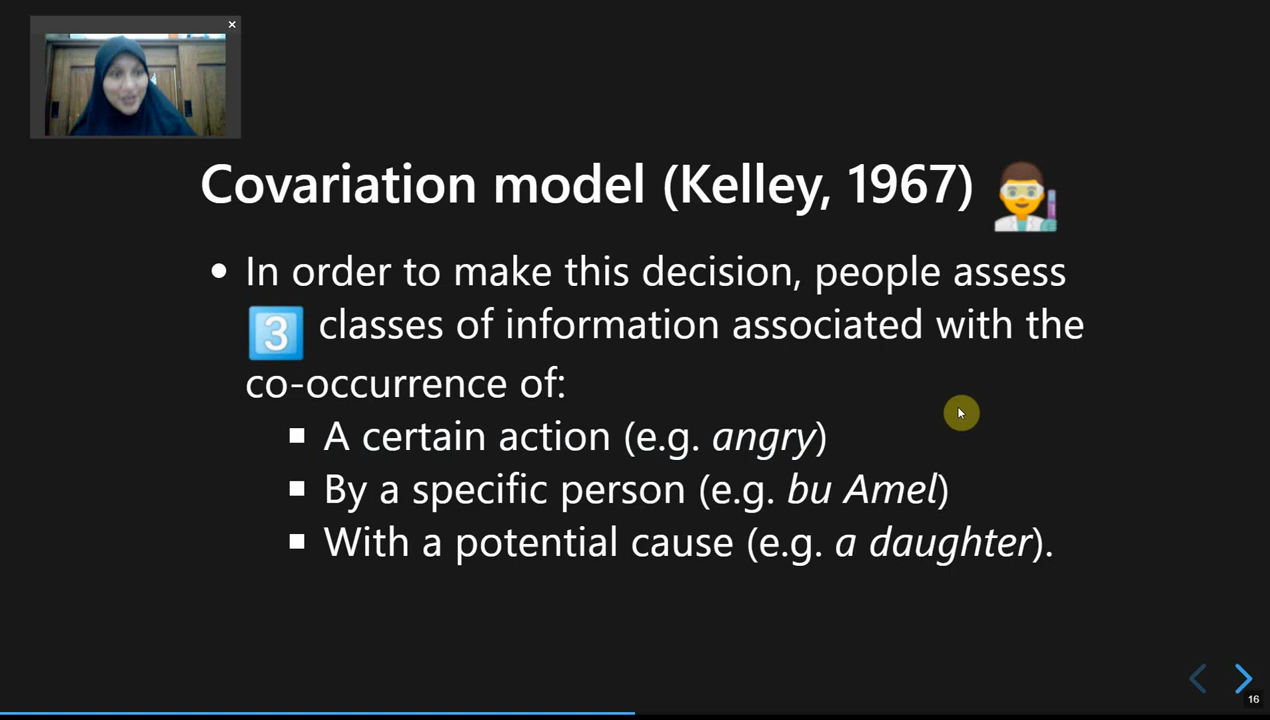 Covariation model (Kelley, 1967)
In order to make this decision, people assess
3 classes of information associated with the
co-occurrence of:
A certain action (e.g. angry)
By a specific person (e.g. bu Amel)
With a potential cause (e.g. a daughter).
16